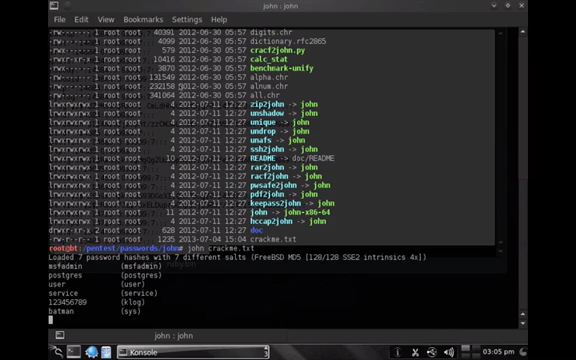 john : john
File Edit View Bookmarks Settings Help
-rw------- 1 root root 40391 2012-06-30 05:57 digits.chr
-rw------- 1 root root 4099 2012-06-30 05:57 dictionary.rfc2865
-rwx------ 1 root root 579 2012-06-30 05:57 cracf2john.py
-rwxr-xr-x 1 root root 10416 2012-06-30 05:57 calc_stat
-rwx------ 1 root root 3870 2012-06-30 05:57 benchmark-unify
-rw------- 1 root root 131549 2012-06-30 05:57 alpha.chr
-rw------- 1 root root 232158 2012-06-30 05:57 alnum.chr
-rw------- 1 root root 341064 2012-06-30 05:57 all.chr
lrwxrwxrwx 1 root root 4 2012-07-11 12:27 zip2john -> john
lrwxrwxrwx 1 root root 4 2012-07-11 12:27 unshadow -> john
lrwxrwxrwx 1 root root 4 2012-07-11 12:27 unique -> john
lrwxrwxrwx 1 root root 4 2012-07-11 12:27 undrop -> john
lrwxrwxrwx 1 root root 4 2012-07-11 12:27 unafs -> john
lrwxrwxrwx 1 root root 4 2012-07-11 12:27 ssh2john -> john
lrwxrwxrwx 1 root root 10 2012-07-11 12:27 README -> doc/README
lrwxrwxrwx 1 root root 4 2012-07-11 12:27 rar2john -> john
lrwxrwxrwx 1 root root 4 2012-07-11 12:27 racf2john -> john
lrwxrwxrwx 1 root root 4 2012-07-11 12:27 pwsafe2john -> john
lrwxrwxrwx 1 root root 4 2012-07-11 12:27 pdf2john -> john
lrwxrwxrwx 1 root root 4 2012-07-11 12:27 keepass2john -> john
lrwxrwxrwx 1 root root 11 2012-07-11 12:27 john -> john-x86-64
lrwxrwxrwx 1 root root 4 2012-07-11 12:27 hccap2john -> john
drwxr-xr-x 2 root root 628 2012-07-11 12:27 doc
-rw-r--r-- 1 root root 1235 2013-07-04 15:04 crackme.txt
root@bt:/pentest/passwords/john# john crackme.txt
Loaded 7 password hashes with 7 different salts (FreeBSD MD5 [128/128 SSE2 intrinsics 4x])
msfadmin (msfadmin)
postgres (postgres)
user (user)
service (service)
123456789 (klog)
batman (sys)
john : john
Konsole
03:05 pm